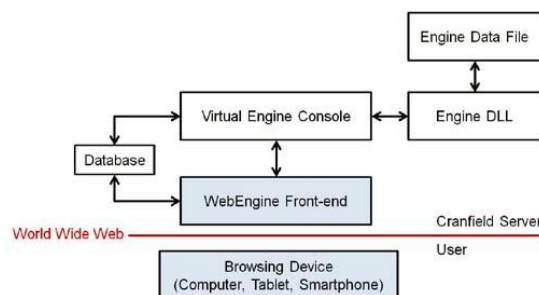 Engine Data File
Virtual Engine Console
Engine DLL
Database
WebEngine Front-end
World Wide Web
Cranfield Server
User
Browsing Device
(Computer, Tablet, Smartphone)